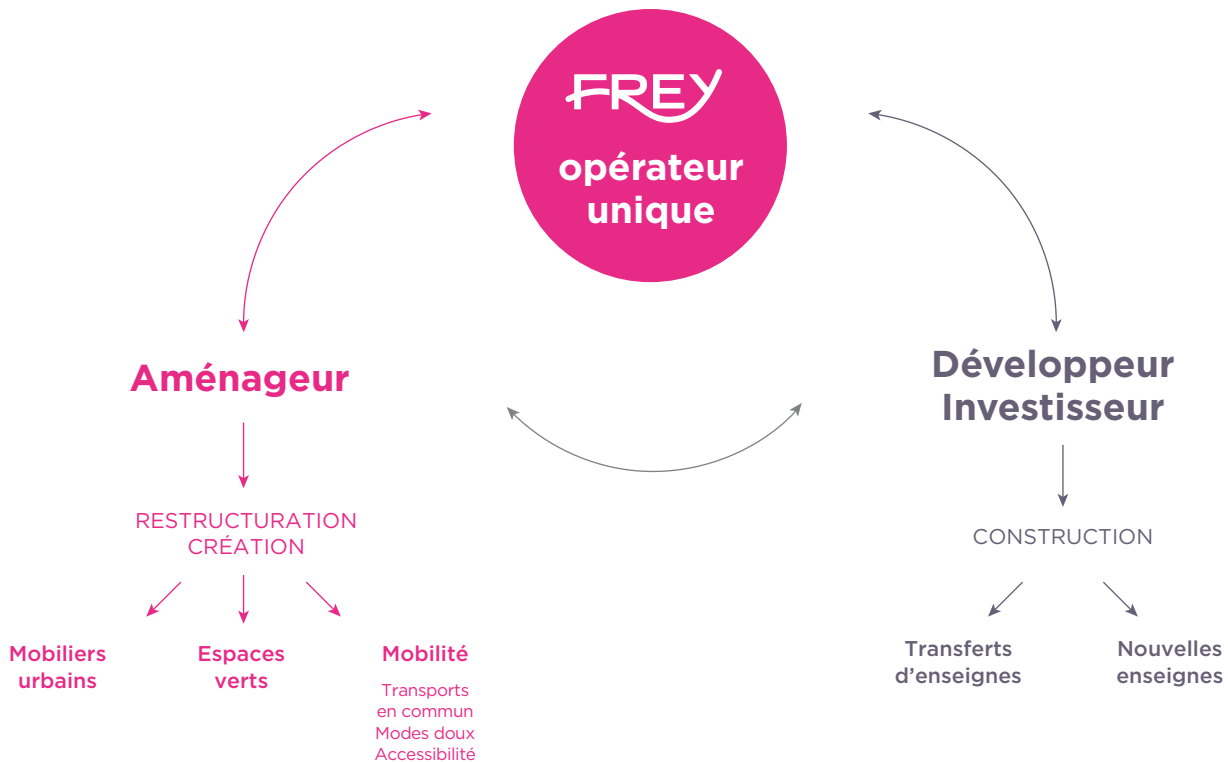 FREY
opérateur
unique
Aménageur
RESTRUCTURATION
CRÉATION
Mobiliers
urbains
Espaces
verts
Mobilité
Transports
en commun
Modes doux
Accessibilité
Développeur
Investisseur
CONSTRUCTION
Transferts
d’enseignes
Nouvelles
enseignes